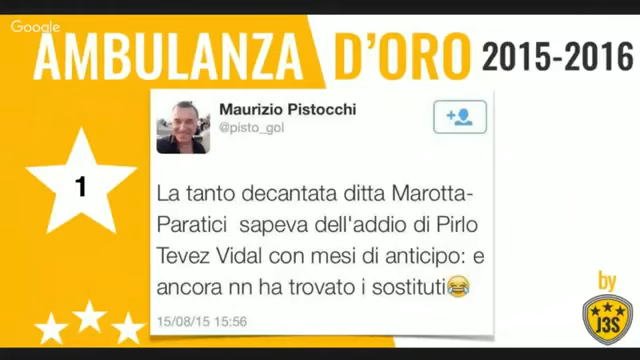 Google
AMBULANZA D'ORO 2015-2016
Maurizio Pistocchi
@pisto_gol
1
La tanto decantata ditta Marotta-
Paratici sapeva dell'addio di Pirlo
Tevez Vidal con mesi di anticipo: e
ancora nn ha trovato i sostituti😂
15/08/15 15:56
by
J3S